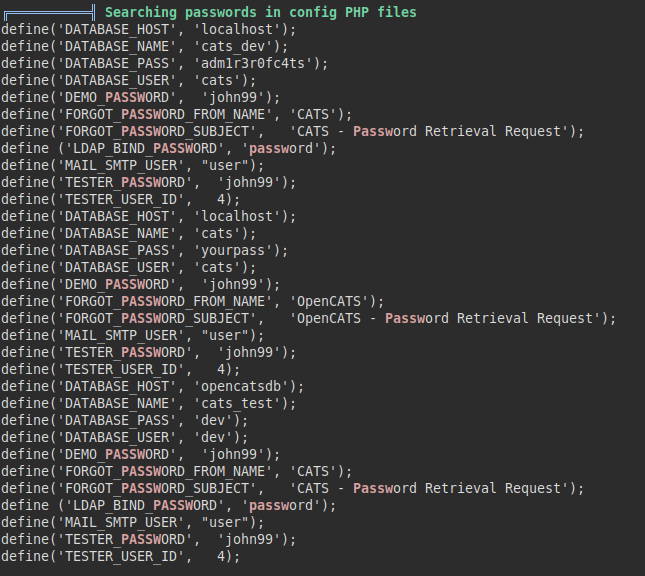 ╔══════════╣ Searching passwords in config PHP files
define('DATABASE_HOST', 'localhost');
define('DATABASE_NAME', 'cats_dev');
define('DATABASE_PASS', 'adm1r3r0fc4ts');
define('DATABASE_USER', 'cats');
define('DEMO_PASSWORD',  'john99');
define('FORGOT_PASSWORD_FROM_NAME', 'CATS');
define('FORGOT_PASSWORD_SUBJECT',   'CATS - Password Retrieval Request');
define ('LDAP_BIND_PASSWORD', 'password');
define('MAIL_SMTP_USER', "user");
define('TESTER_PASSWORD',  'john99');
define('TESTER_USER_ID',   4);
define('DATABASE_HOST', 'localhost');
define('DATABASE_NAME', 'cats');
define('DATABASE_PASS', 'yourpass');
define('DATABASE_USER', 'cats');
define('DEMO_PASSWORD',  'john99');
define('FORGOT_PASSWORD_FROM_NAME', 'OpenCATS');
define('FORGOT_PASSWORD_SUBJECT',   'OpenCATS - Password Retrieval Request');
define('MAIL_SMTP_USER', "user");
define('TESTER_PASSWORD',  'john99');
define('TESTER_USER_ID',   4);
define('DATABASE_HOST', 'opencatsdb');
define('DATABASE_NAME', 'cats_test');
define('DATABASE_PASS', 'dev');
define('DATABASE_USER', 'dev');
define('DEMO_PASSWORD',  'john99');
define('FORGOT_PASSWORD_FROM_NAME', 'CATS');
define('FORGOT_PASSWORD_SUBJECT',   'CATS - Password Retrieval Request');
define ('LDAP_BIND_PASSWORD', 'password');
define('MAIL_SMTP_USER', "user");
define('TESTER_PASSWORD',  'john99');
define('TESTER_USER_ID',   4);